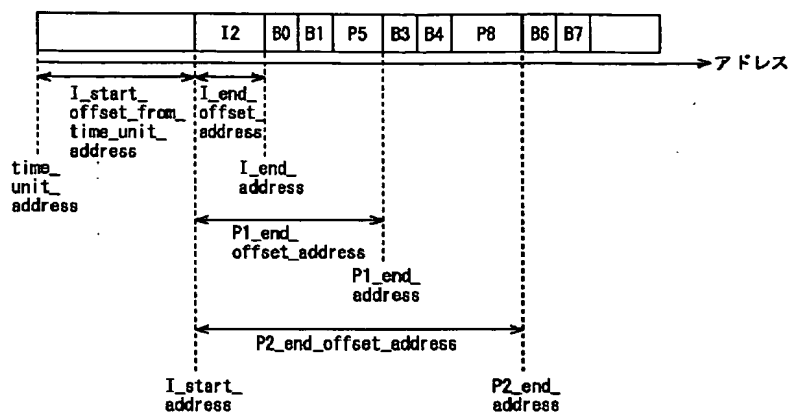 I2 B0 B1 P5 B3 B4 P8 B6 B7
アドレス
I_start_
offset_from_
time_unit_
address
I_end_
offset_
address
time_
unit_
address
I_end_
address
P1_end_
offset_address
P1_end_
address
P2_end_offset_address
I_start_
address
P2_end_
address